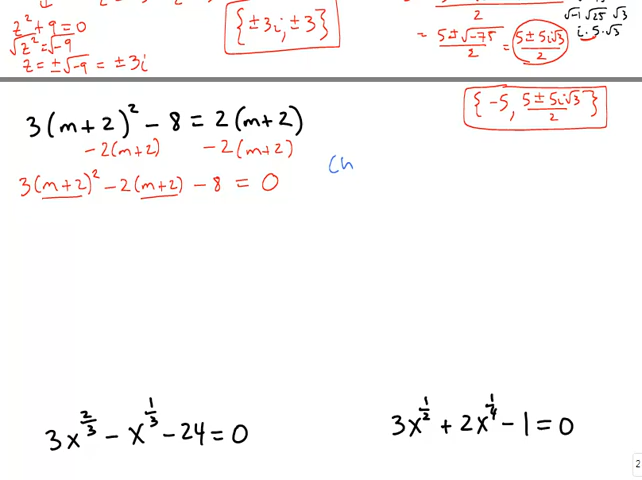 z² + 9 = 0
√z² = √-9
z = ±√-9 = ±3i
{±3i, ±3}
2
= 5±√-75 / 2 = 5±5i√3 / 2
√-1 √25 √3
i · 5 · √3
{-5, 5±5i√3 / 2}
3(m+2)² - 8 = 2(m+2)
-2(m+2) -2(m+2)
3(m+2)² - 2(m+2) - 8 = 0
(h
3x^(2/3) - x^(1/3) - 24 = 0
3x^(1/2) + 2x^(1/4) - 1 = 0
2